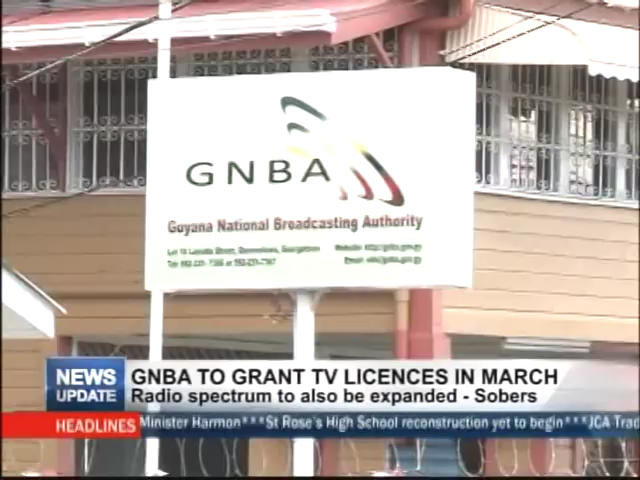 GNBA
Guyana National Broadcasting Authority
NEWS
UPDATE
GNBA TO GRANT TV LICENCES IN MARCH
Radio spectrum to also be expanded - Sobers
HEADLINES
Minister Harmon***St Rose's High School reconstruction yet to begin***JCA Trad